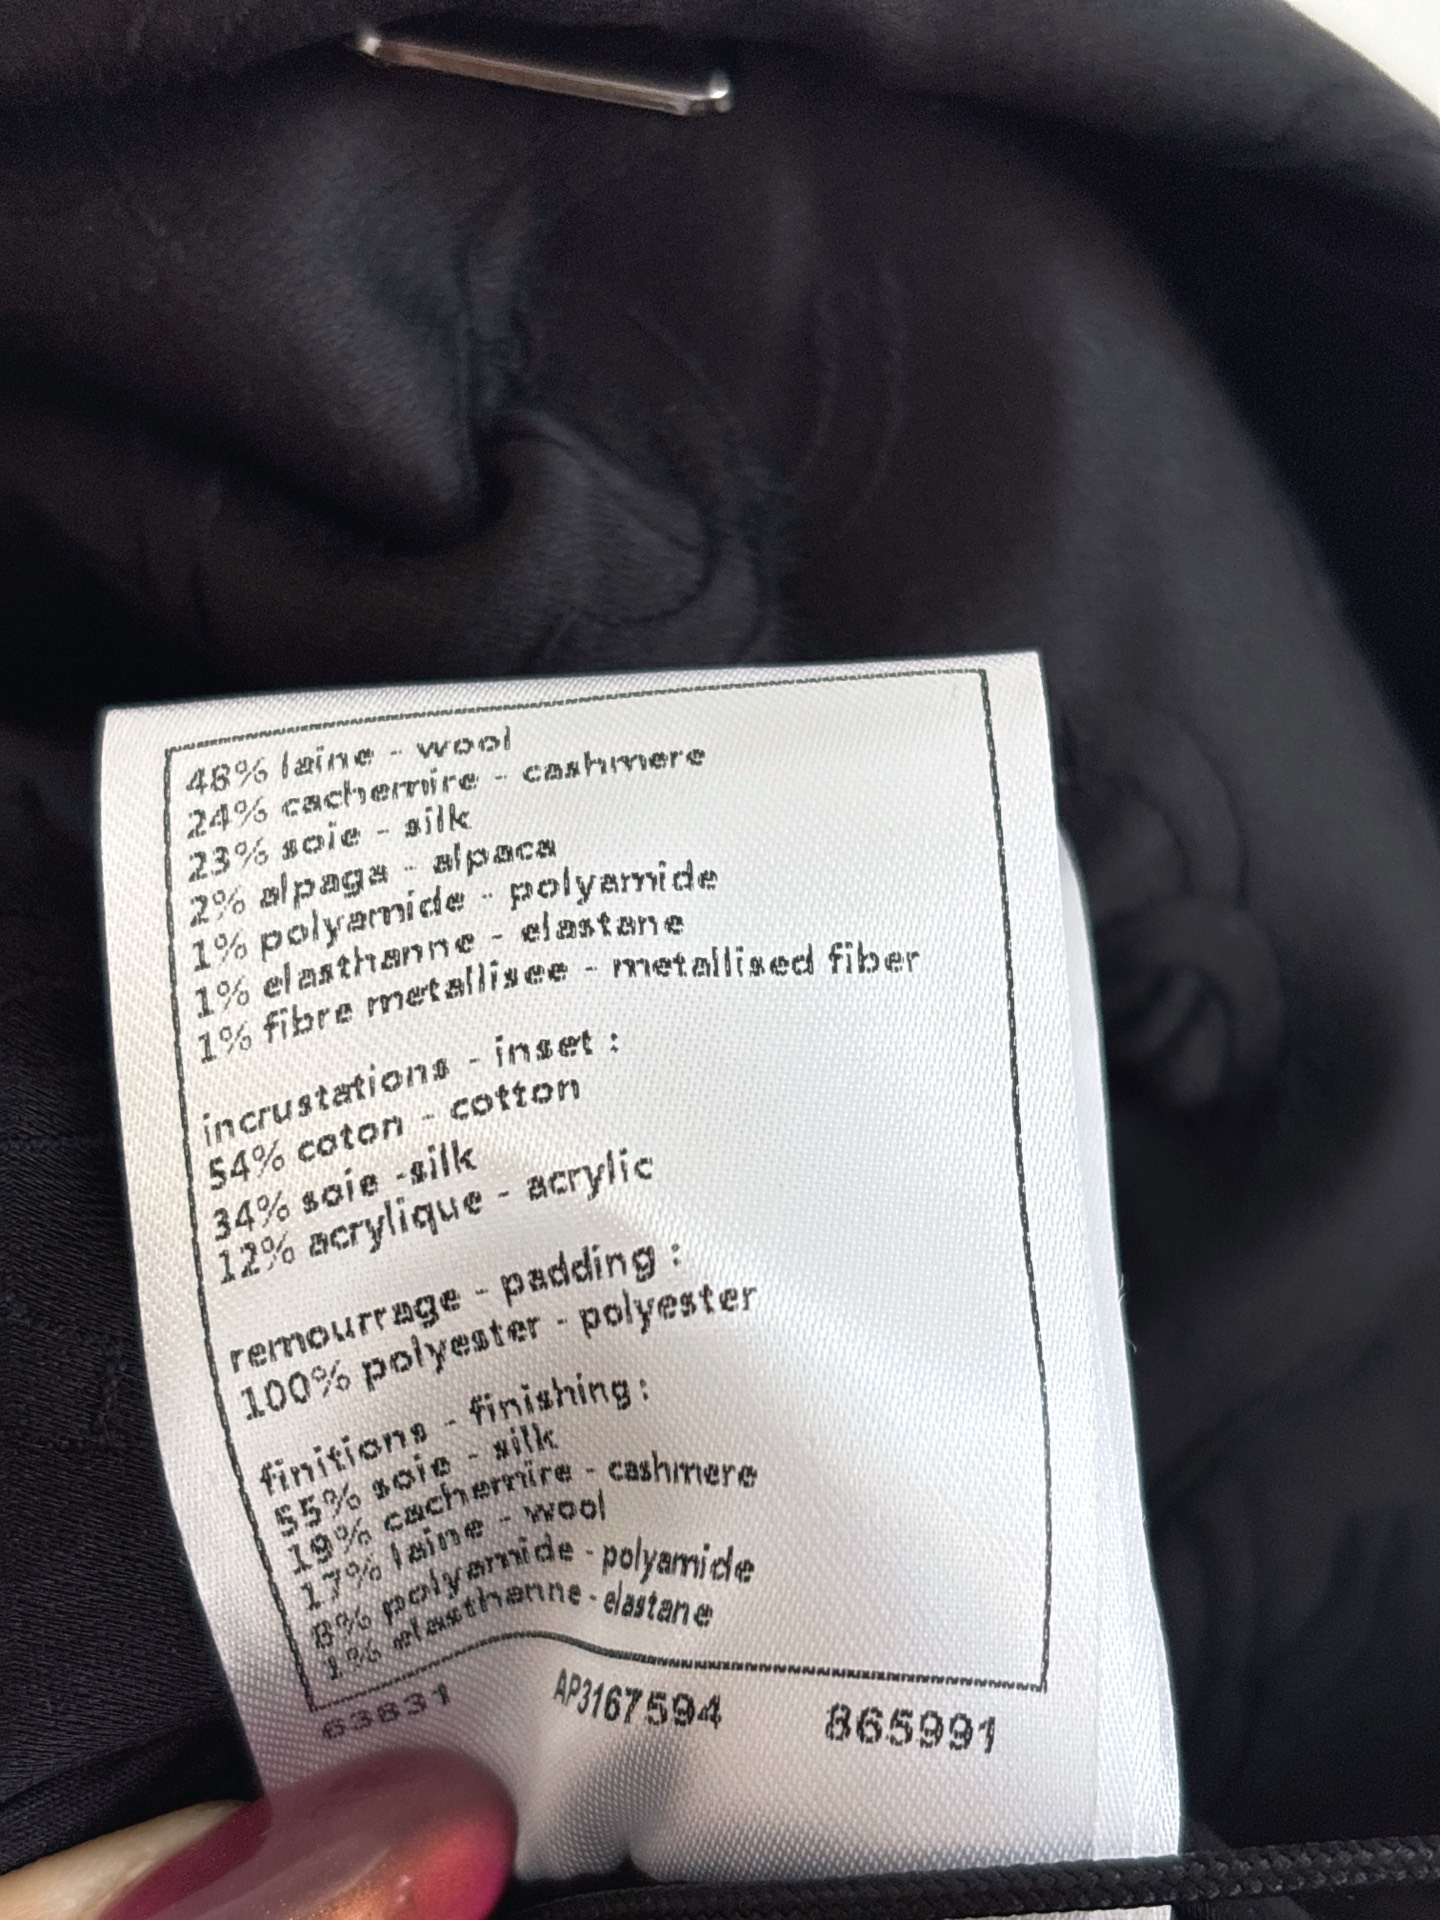 48% laine - wool
24% cachemire - cashmere
23% soie - silk
2% alpaga - alpaca
1% polyamide - polyamide
1% elasthanne - elastane
1% fibre metallisee - metallised fiber
incrustations - inset :
54% coton - cotton
34% soie -silk
12% acrylique - acrylic
remourrage - padding :
100% polyester - polyester
finitions - finishing :
55% soie - silk
19% cachemire - cashmere
17% laine - wool
8% polyamide - polyamide
1% elasthanne - elastane
63831 AP3167594 865991